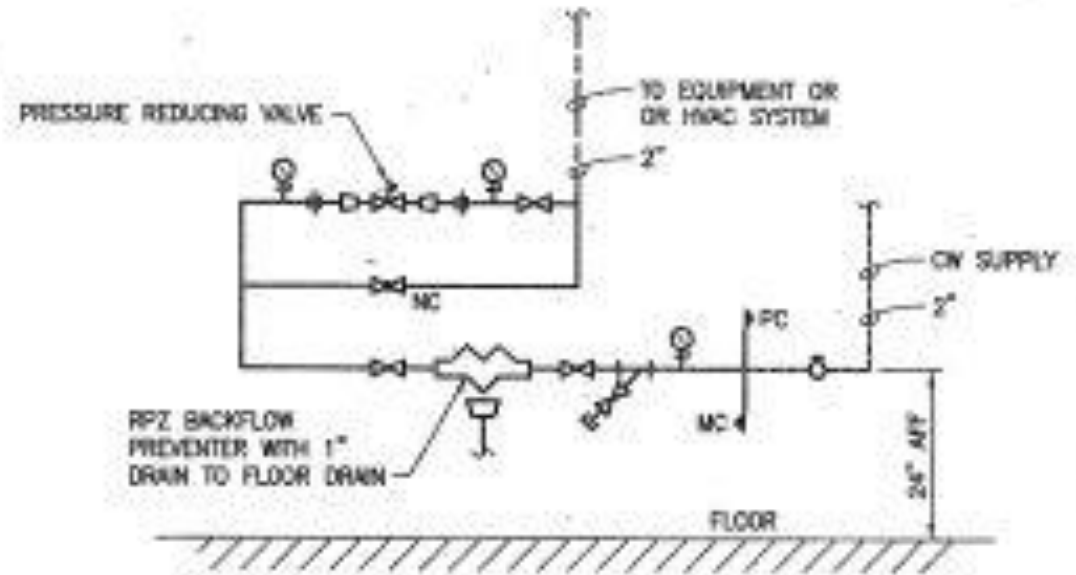 TO EQUIPMENT OR
OR HVAC SYSTEM
PRESSURE REDUCING VALVE
2"
CW SUPPLY
2"
NC
PC
MC
RPZ BACKFLOW
PREVENTER WITH 1"
DRAIN TO FLOOR DRAIN
24" AFF
FLOOR